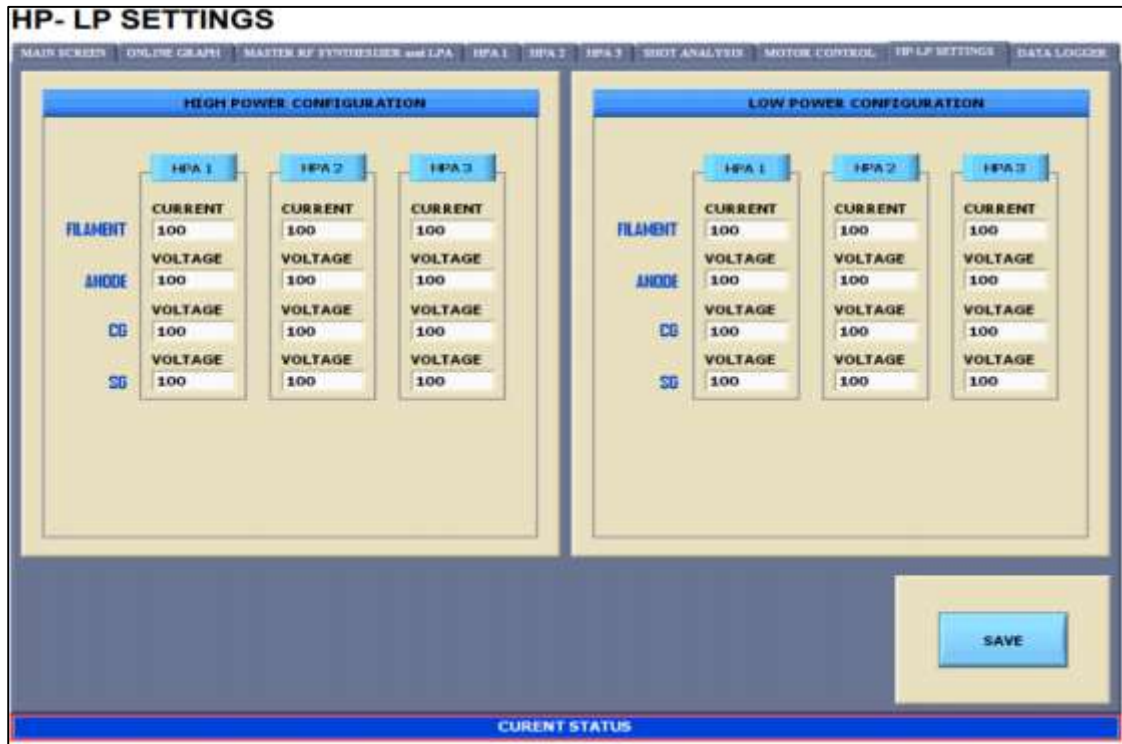 HP- LP SETTINGS
MAIN SCREEN ONLINE GRAPH MASTER RF SYNTHESIZER and LPA HPA 1 HPA 2 HPA 3 SHOT ANALYSIS MOTOR CONTROL HP-LP SETTINGS DATA LOGGER
HIGH POWER CONFIGURATION
HPA 1 HPA 2 HPA 3
CURRENT CURRENT CURRENT
FILAMENT 100 100 100
VOLTAGE VOLTAGE VOLTAGE
ANODE 100 100 100
VOLTAGE VOLTAGE VOLTAGE
CG 100 100 100
VOLTAGE VOLTAGE VOLTAGE
SG 100 100 100
LOW POWER CONFIGURATION
HPA 1 HPA 2 HPA 3
CURRENT CURRENT CURRENT
FILAMENT 100 100 100
VOLTAGE VOLTAGE VOLTAGE
ANODE 100 100 100
VOLTAGE VOLTAGE VOLTAGE
CG 100 100 100
VOLTAGE VOLTAGE VOLTAGE
SG 100 100 100
SAVE
CURENT STATUS